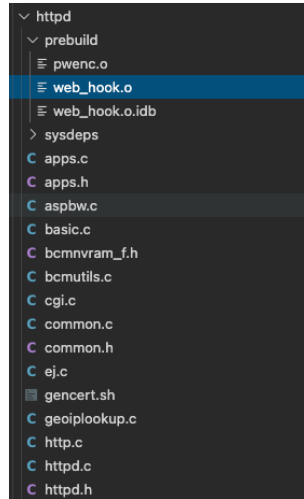 httpd
prebuild
pwenc.o
web_hook.o
web_hook.o.idb
sysdeps
C apps.c
C apps.h
C aspbw.c
C basic.c
C bcmnvram_f.h
C bcmutils.c
C cgi.c
C common.c
C common.h
C ej.c
gencert.sh
C geoiplookup.c
C http.c
C httpd.c
C httpd.h